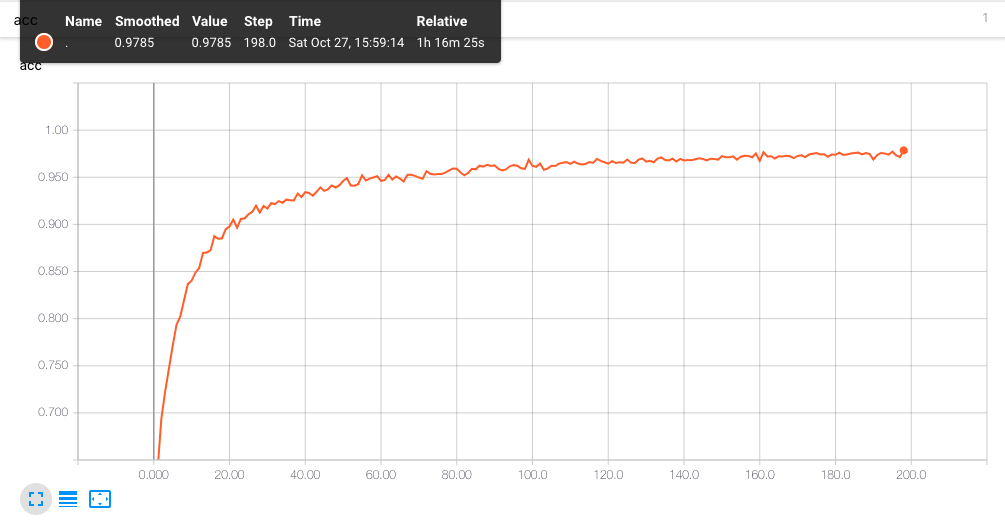 acc
1
Name Smoothed Value Step Time Relative
. 0.9785 0.9785 198.0 Sat Oct 27, 15:59:14 1h 16m 25s
acc
1.00
0.950
0.900
0.850
0.800
0.750
0.700
0.000 20.00 40.00 60.00 80.00 100.0 120.0 140.0 160.0 180.0 200.0